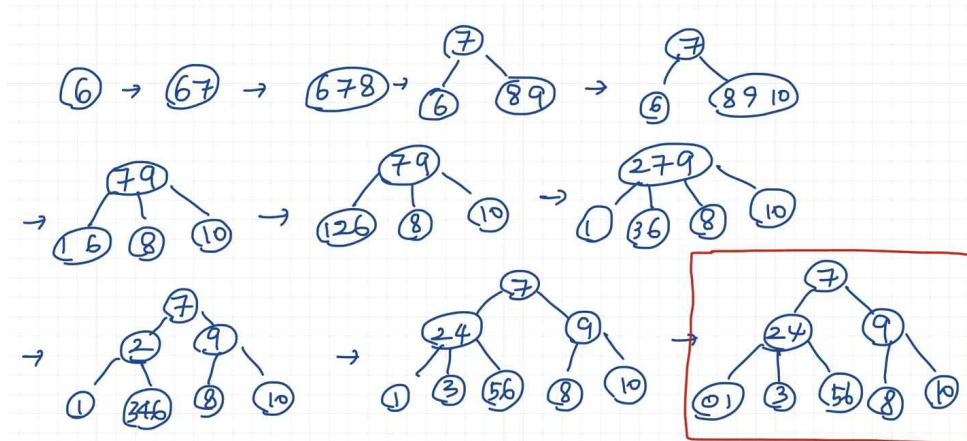 6 → 67 → 678 → 7 → 7
6 89 6 8 9 10
→ 79 → 79 → 279
1 6 8 10 126 8 10 1 36 8 10
→ 7 → 7 → 7
2 9 24 9 24 9
1 346 8 10 1 3 56 8 10 01 3 56 8 10